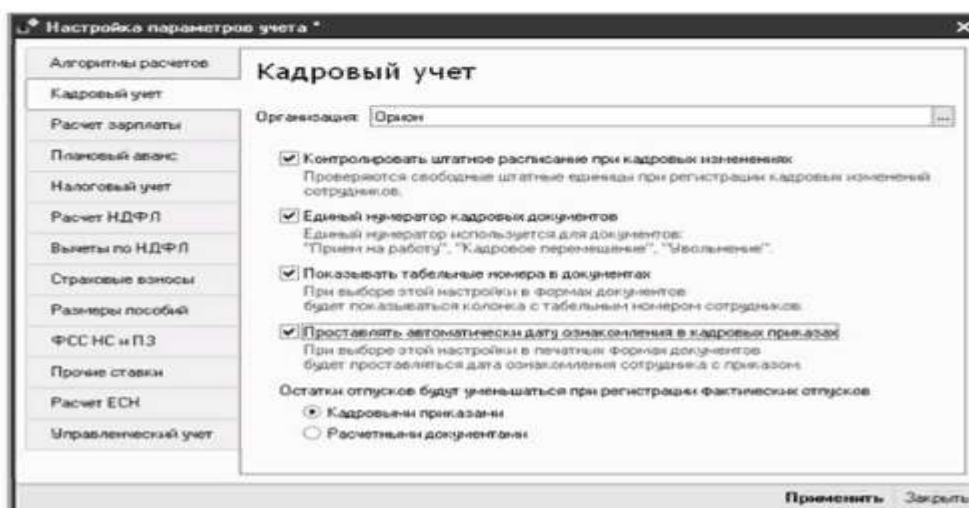 Настройка параметров учета *
Алгоритмы расчетов
Кадровый учет
Расчет зарплаты
Плановый аванс
Налоговый учет
Расчет НДФЛ
Вычеты по НДФЛ
Страховые взносы
Размеры пособий
ФСС НС и ПЗ
Прочие ставки
Расчет ЕСН
Управленческий учет
Кадровый учет
Организация: Орион ...
Контролировать штатное расписание при кадровых изменениях
Проверяются свободные штатные единицы при регистрации кадровых изменений
сотрудников.
Единый нумератор кадровых документов
Единый нумератор используется для документов:
"Прием на работу", "Кадровое перемещение", "Увольнение".
Показывать табельные номера в документах
При выборе этой настройки в формах документов
будет показываться колонка с табельным номером сотрудников.
Проставлять автоматически дату ознакомления в кадровых приказах
При выборе этой настройки в печатных формах документов
будет проставляться дата ознакомления сотрудника с приказом.
Остатки отпусков будут уменьшаться при регистрации фактических отпусков
Кадровыми приказами
Расчетными документами
Применить Закрыть